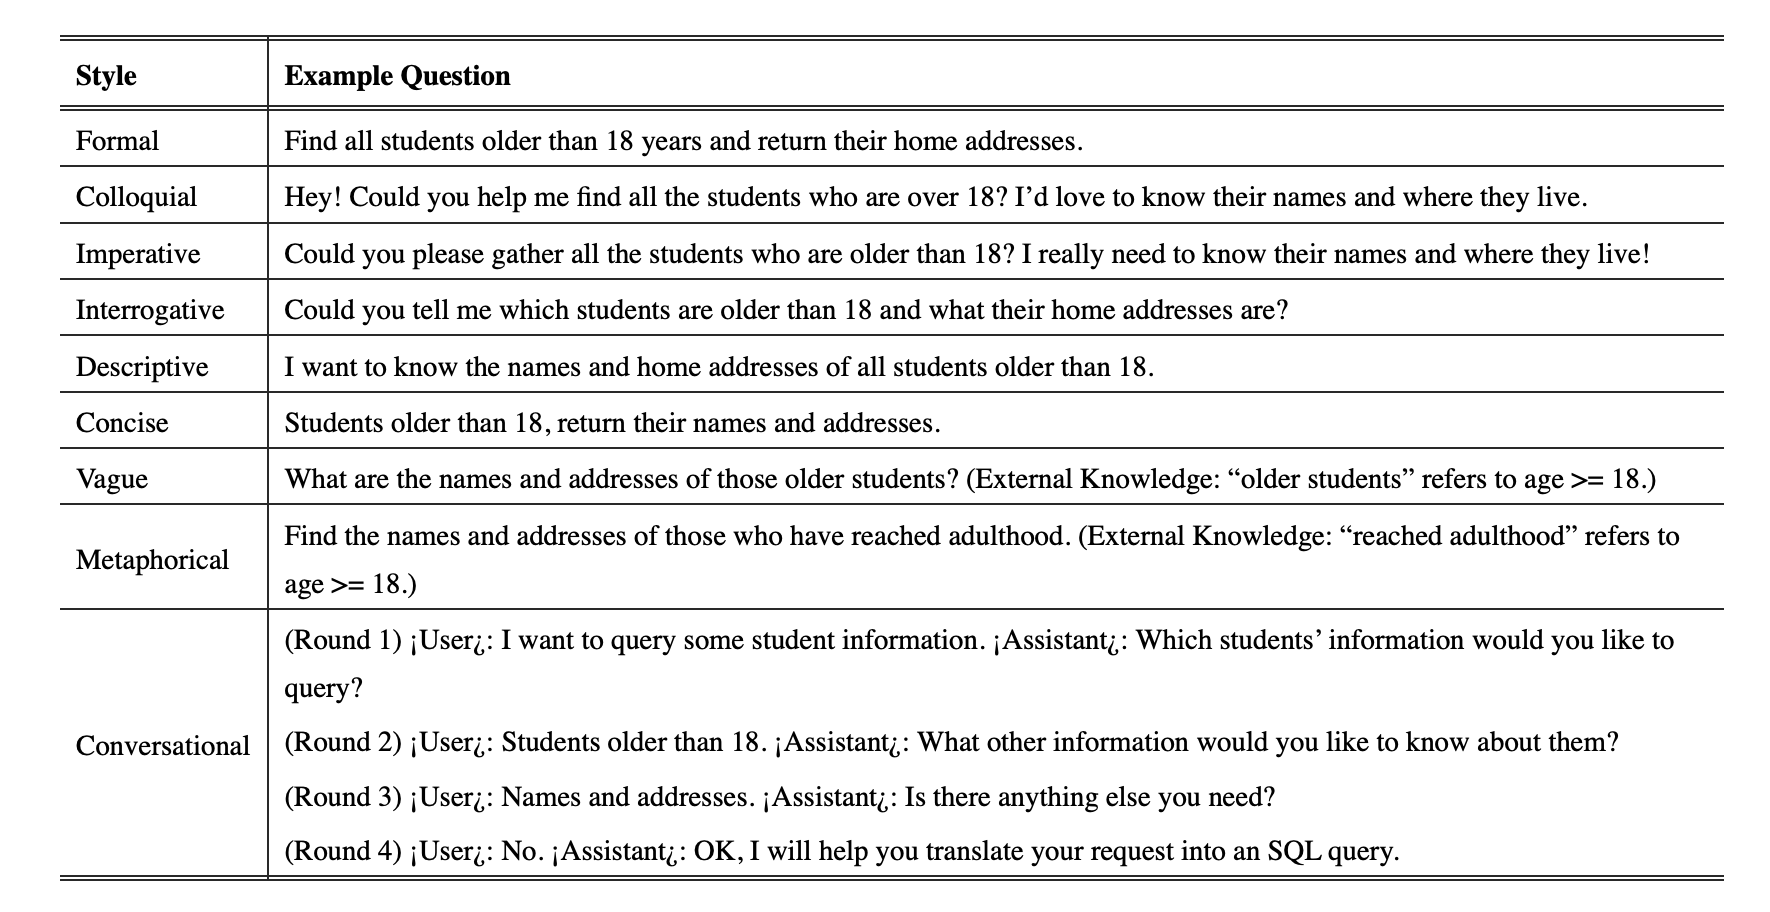 Style Example Question
Formal Find all students older than 18 years and return their home addresses.
Colloquial Hey! Could you help me find all the students who are over 18? I’d love to know their names and where they live.
Imperative Could you please gather all the students who are older than 18? I really need to know their names and where they live!
Interrogative Could you tell me which students are older than 18 and what their home addresses are?
Descriptive I want to know the names and home addresses of all students older than 18.
Concise Students older than 18, return their names and addresses.
Vague What are the names and addresses of those older students? (External Knowledge: “older students” refers to age >= 18.)
Metaphorical Find the names and addresses of those who have reached adulthood. (External Knowledge: “reached adulthood” refers to
age >= 18.)
Conversational (Round 1) ¡User¿: I want to query some student information. ¡Assistant¿: Which students’ information would you like to
query?
(Round 2) ¡User¿: Students older than 18. ¡Assistant¿: What other information would you like to know about them?
(Round 3) ¡User¿: Names and addresses. ¡Assistant¿: Is there anything else you need?
(Round 4) ¡User¿: No. ¡Assistant¿: OK, I will help you translate your request into an SQL query.